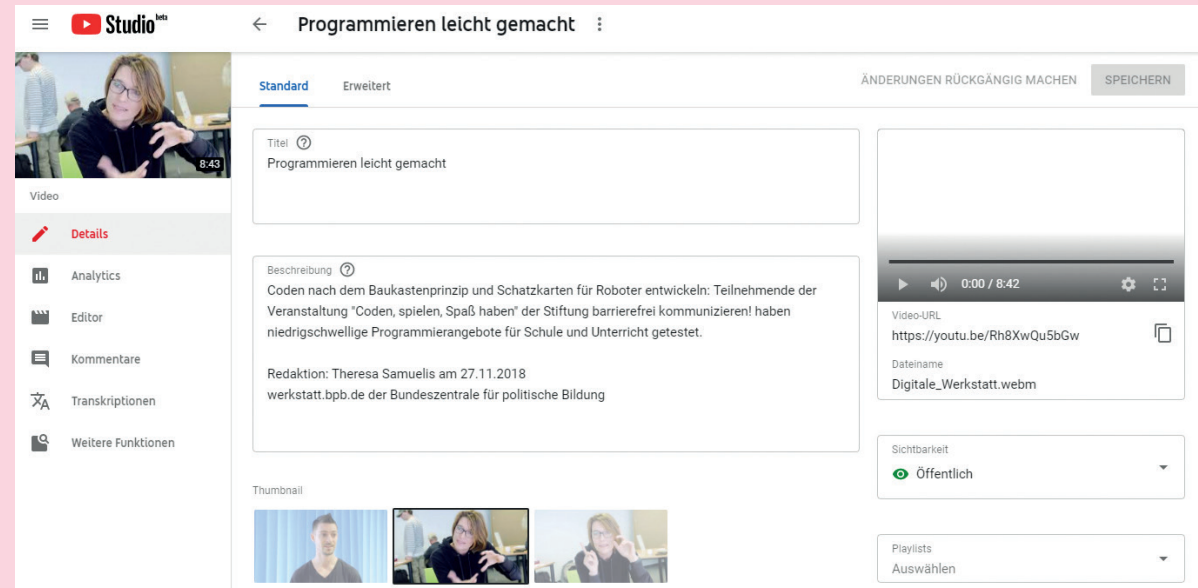 Studio beta
Programmieren leicht gemacht
Standard
Erweitert
ÄNDERUNGEN RÜCKGÄNGIG MACHEN
SPEICHERN
8:43
Video
Details
Analytics
Editor
Kommentare
Transkriptionen
Weitere Funktionen
Titel
Programmieren leicht gemacht
Beschreibung
Coden nach dem Baukastenprinzip und Schatzkarten für Roboter entwickeln: Teilnehmende der
Veranstaltung "Coden, spielen, Spaß haben" der Stiftung barrierefrei kommunizieren! haben
niedrigschwellige Programmierangebote für Schule und Unterricht getestet.
Redaktion: Theresa Samuelis am 27.11.2018
werkstatt.bpb.de der Bundeszentrale für politische Bildung
Thumbnail
0:00 / 8:42
Video-URL
https://youtu.be/Rh8XwQu5bGw
Dateiname
Digitale_Werkstatt.webm
Sichtbarkeit
Öffentlich
Playlists
Auswählen